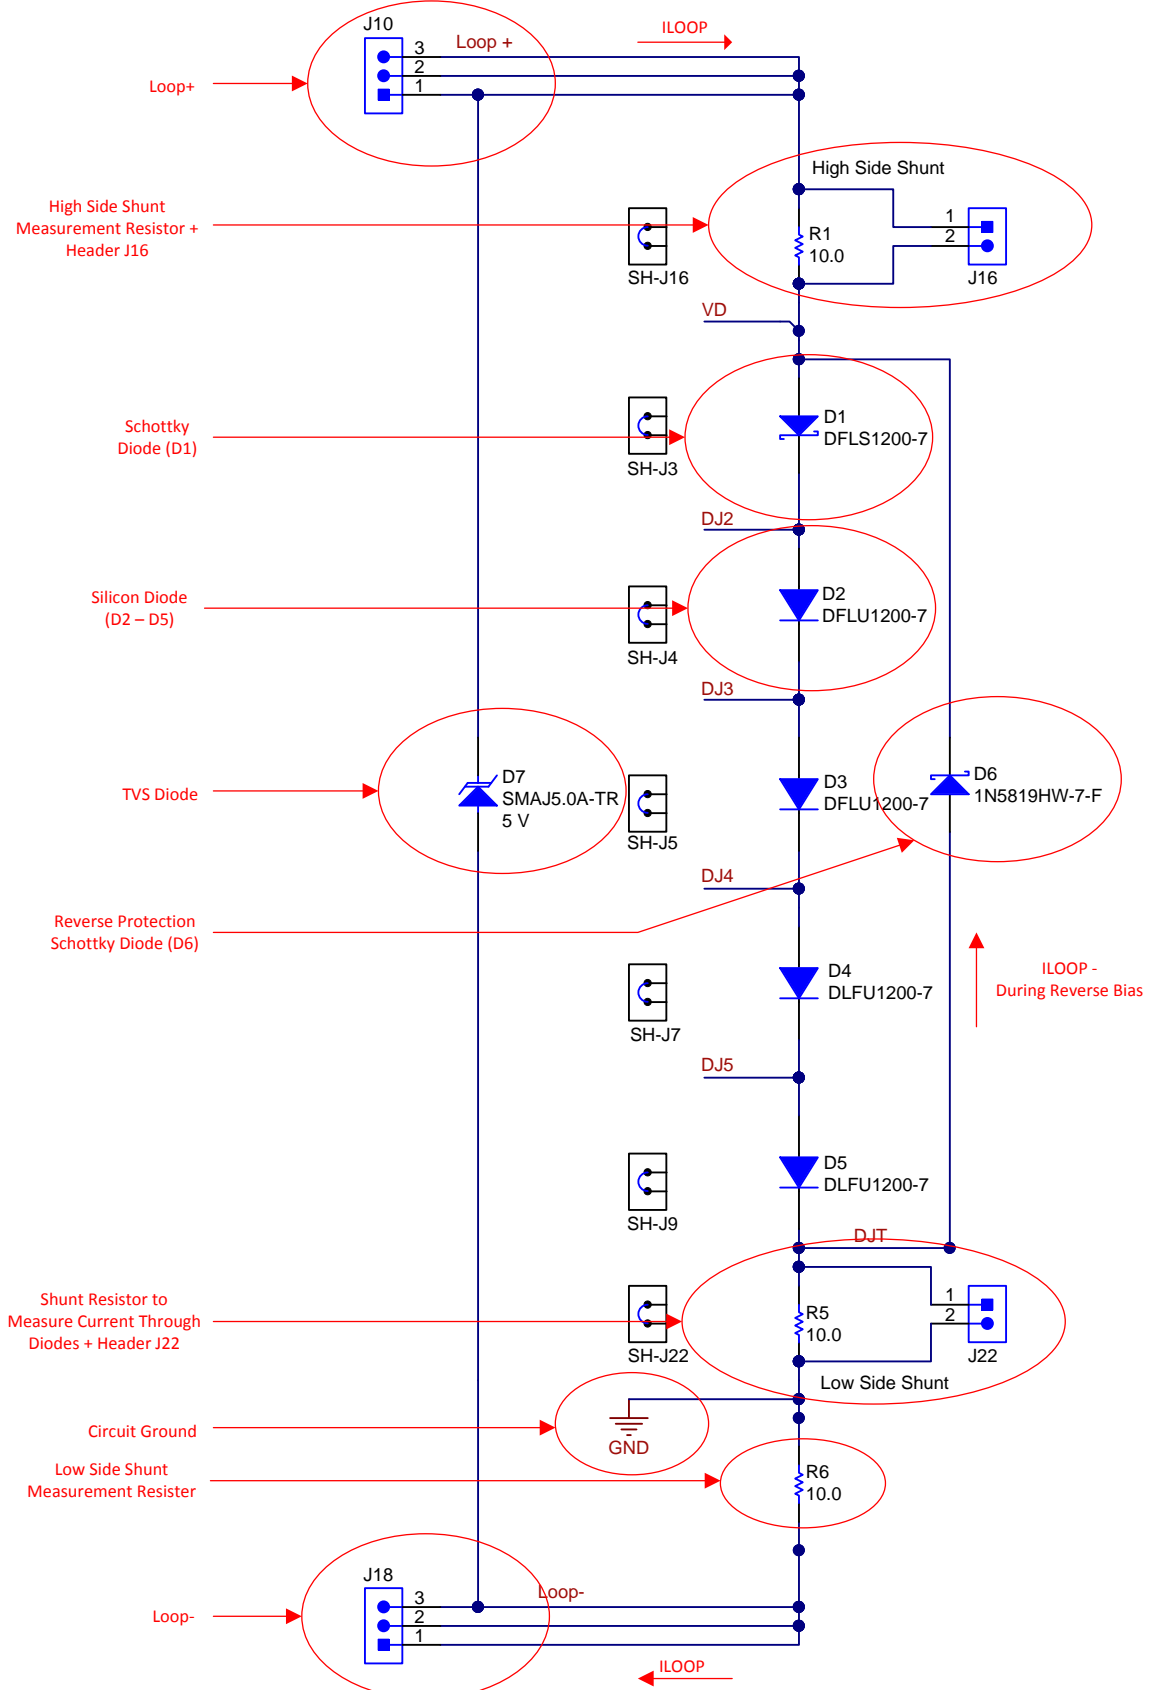 J10
ILOOP
Loop +
3
2
1
Loop+
High Side Shunt
High Side Shunt
Measurement Resistor +
Header J16
1
2
R1
10.0
J16
SH-J16
VD
Schottky
Diode (D1)
D1
DFLS1200-7
SH-J3
DJ2
Silicon Diode
(D2 – D5)
D2
DFLU1200-7
SH-J4
DJ3
TVS Diode
D7
SMAJ5.0A-TR
5 V
SH-J5
D3
DFLU1200-7
D6
1N5819HW-7-F
DJ4
Reverse Protection
Schottky Diode (D6)
D4
DLFU1200-7
ILOOP -
During Reverse Bias
SH-J7
DJ5
D5
DLFU1200-7
SH-J9
DJT
Shunt Resistor to
Measure Current Through
Diodes + Header J22
1
2
R5
10.0
J22
SH-J22
Low Side Shunt
Circuit Ground
GND
Low Side Shunt
Measurement Resister
R6
10.0
J18
Loop-
3
2
1
Loop-
ILOOP